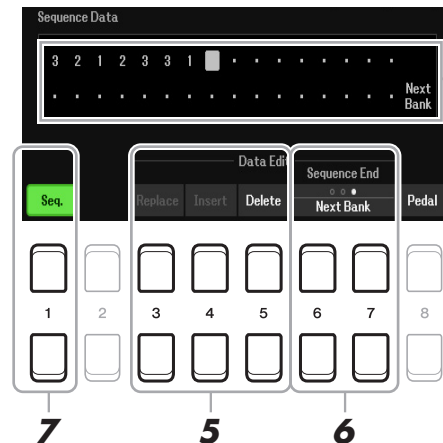 Sequence Data
3 2 1 2 3 3 1 · · · · · · · ·
· · · · · · · · · · · · · · · Next
Bank
Data Edit
Sequence End
Seq. Replace Insert Delete Next Bank Pedal
1 2 3 4 5 6 7 8
7 5 6